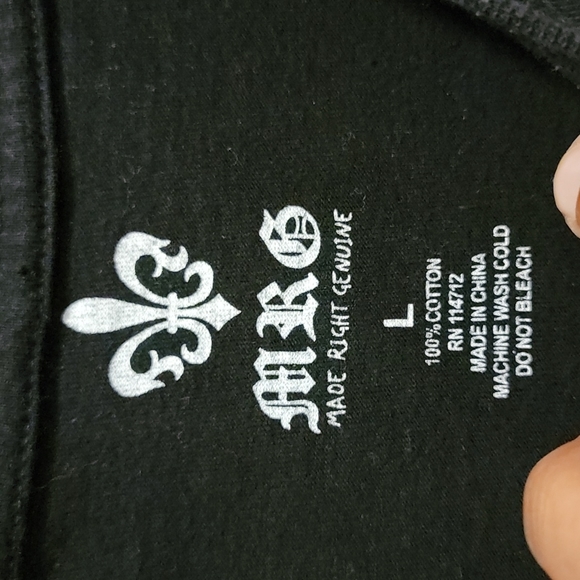 MRG
MADE RIGHT GENUINE
L
100% COTTON
RN 114712
MADE IN CHINA
MACHINE WASH COLD
DO NOT BLEACH